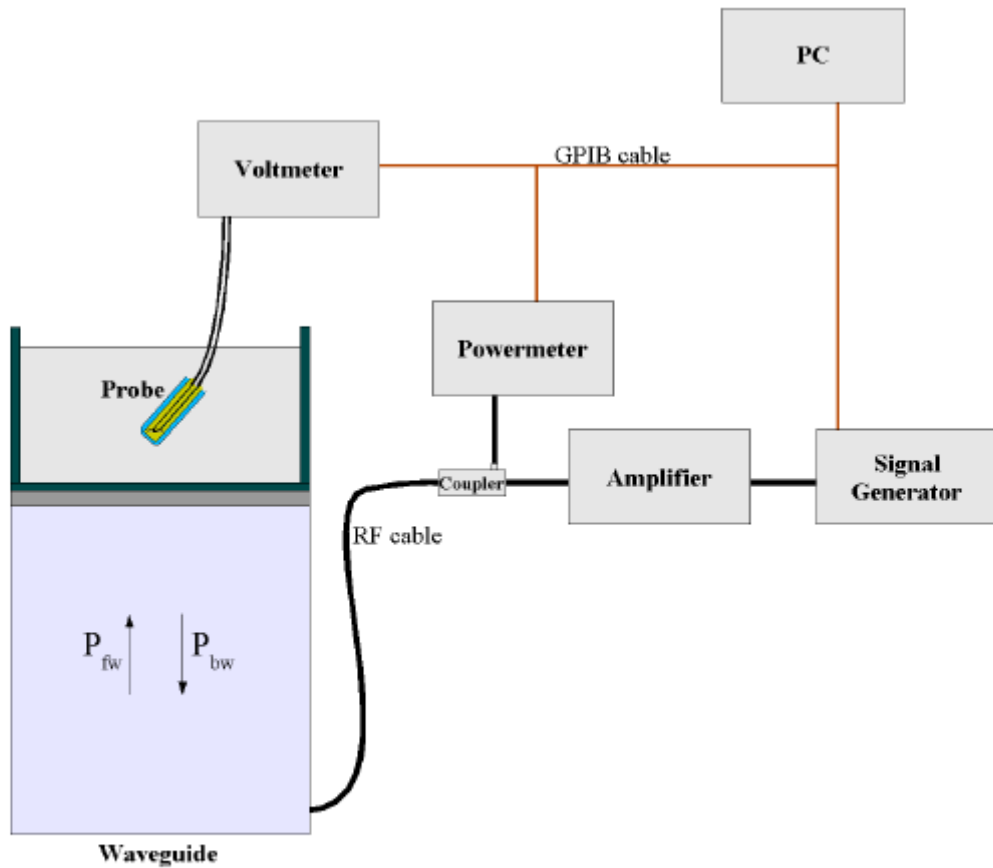 PC
Voltmeter
GPIB cable
Powermeter
Probe
Coupler
Amplifier
Signal
Generator
RF cable
P fw
P bw
Waveguide